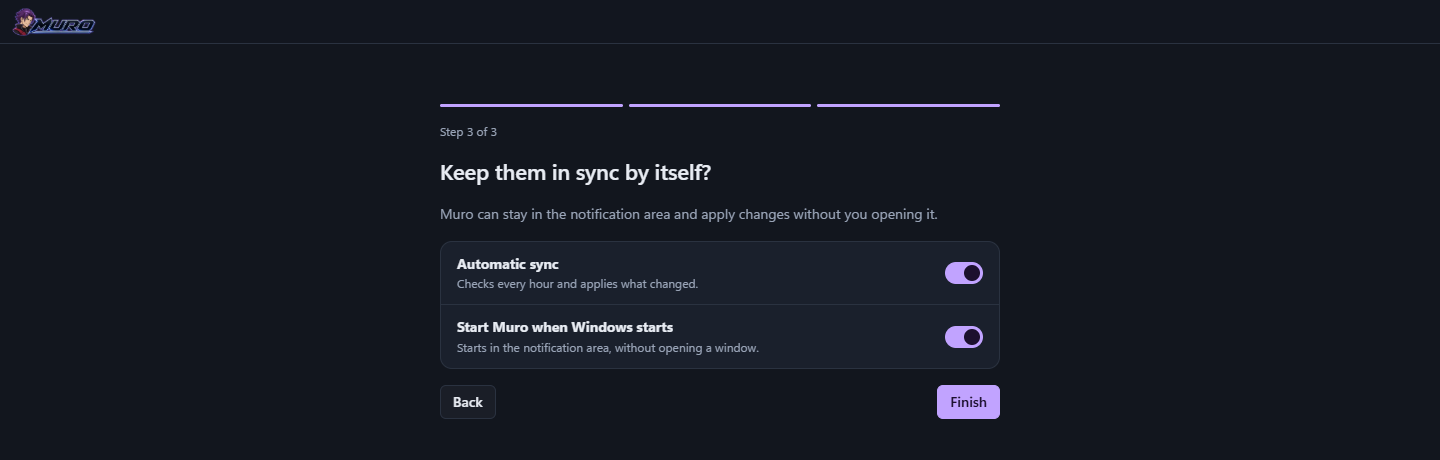 MURO
Step 3 of 3
Keep them in sync by itself?
Muro can stay in the notification area and apply changes without you opening it.
Automatic sync
Checks every hour and applies what changed.
Start Muro when Windows starts
Starts in the notification area, without opening a window.
Back
Finish